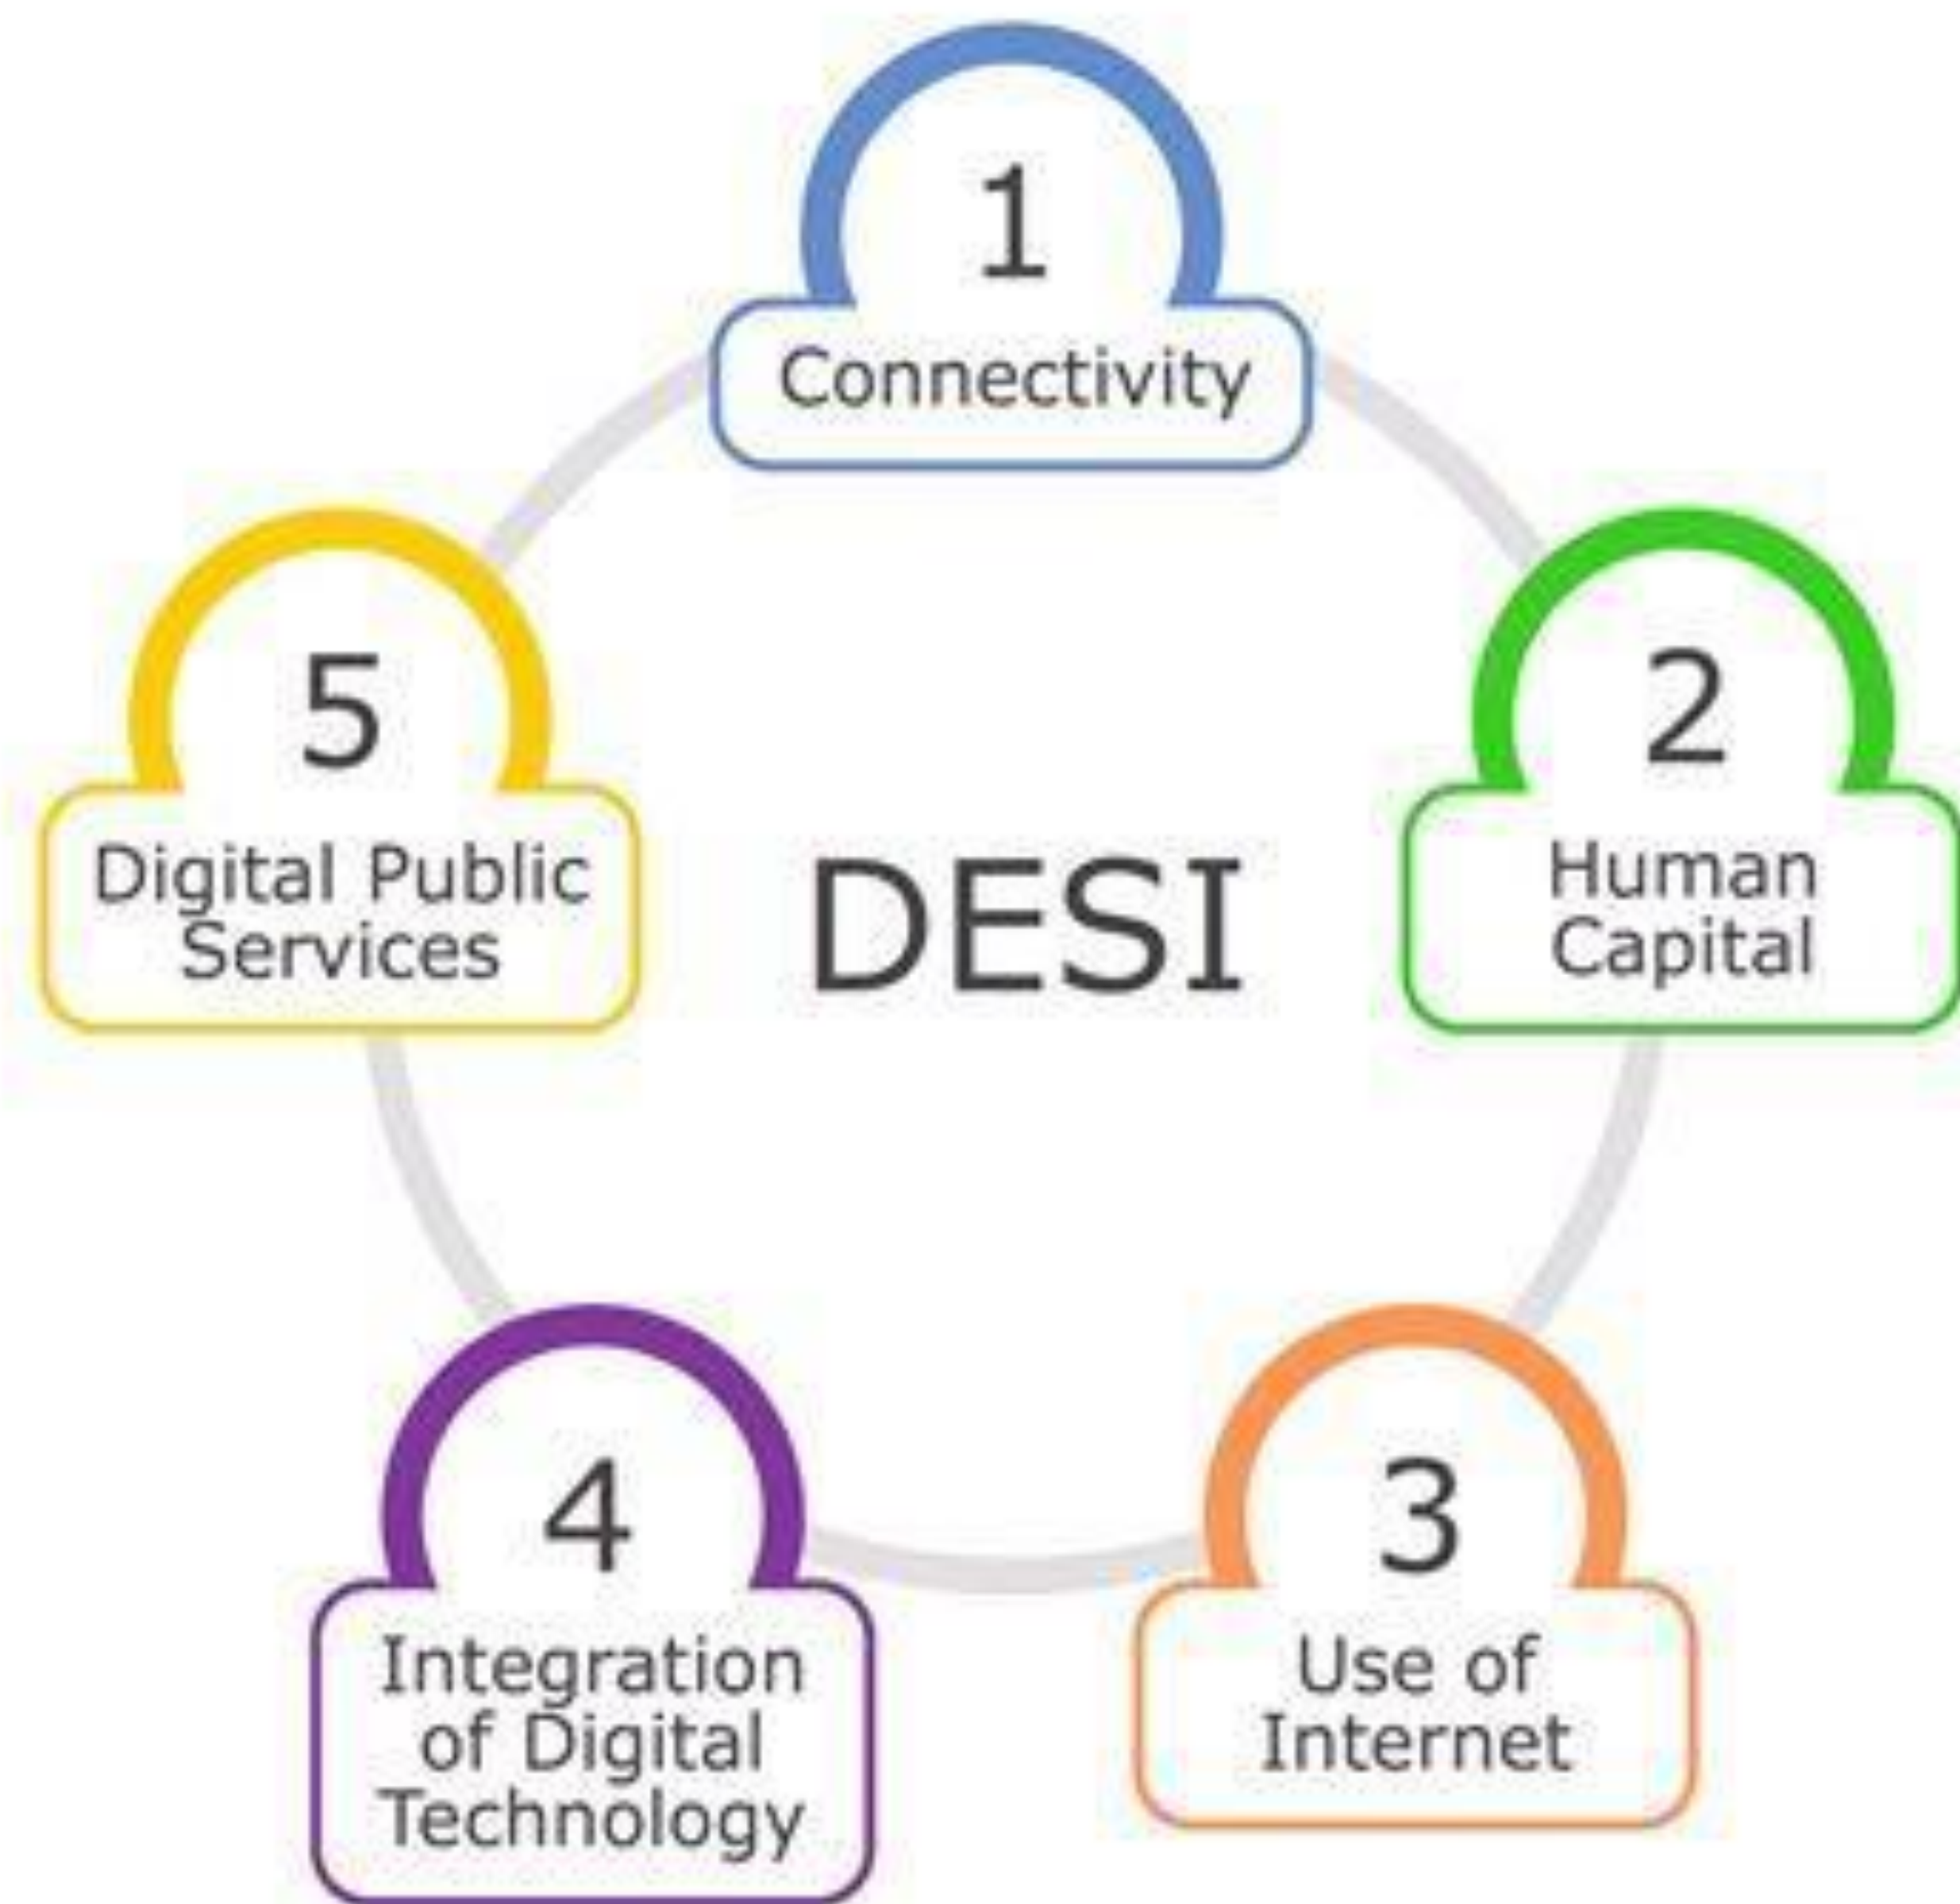 1
Connectivity
2
Human
Capital
3
Use of
Internet
4
Integration
of Digital
Technology
5
Digital Public
Services
DESI